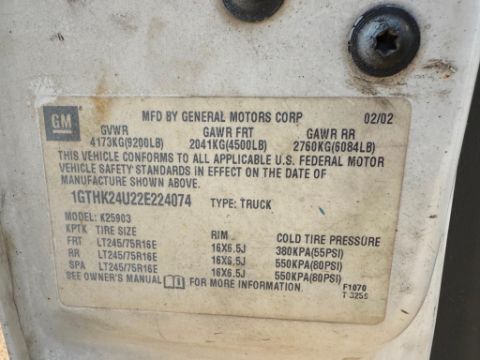 GM
MFD BY GENERAL MOTORS CORP 02/02
GVWR GAWR FRT GAWR RR
4173KG(9200LB) 2041KG(4500LB) 2760KG(6084LB)
THIS VEHICLE CONFORMS TO ALL APPLICABLE U.S. FEDERAL MOTOR
VEHICLE SAFETY STANDARDS IN EFFECT ON THE DATE OF
MANUFACTURE SHOWN ABOVE.
1GTHK24U22E224074 TYPE: TRUCK
MODEL: K25903
KPTK TIRE SIZE RIM COLD TIRE PRESSURE
FRT LT245/75R16E 16X6.5J 380KPA(55PSI)
RR LT245/75R16E 16X6.5J 550KPA(80PSI)
SPA LT245/75R16E 16X6.5J 550KPA(80PSI)
SEE OWNER'S MANUAL FOR MORE INFORMATION. F1070
T 3255